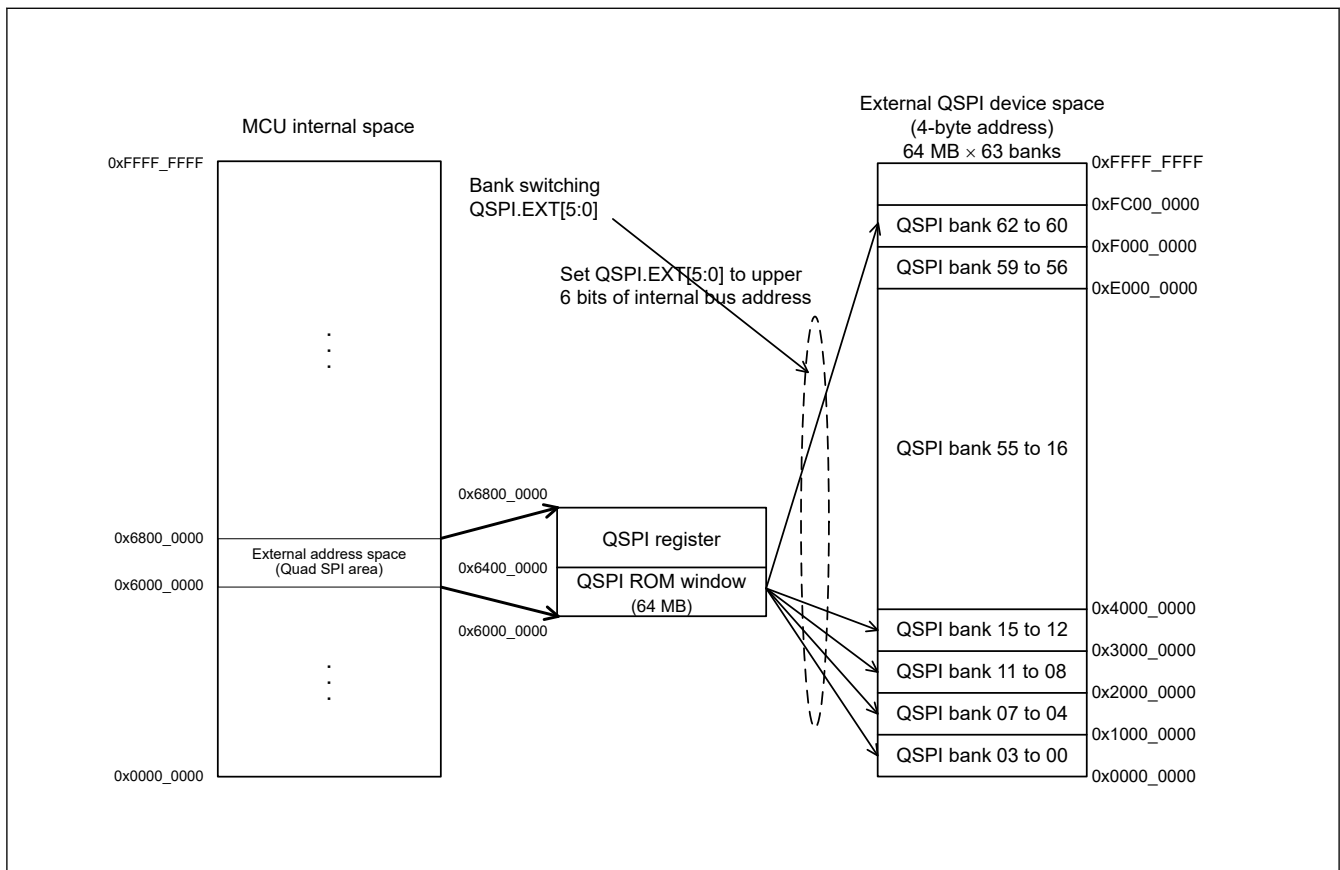 MCU internal space
0xFFFF_FFFF
.
.
.
0x6800_0000
External address space
(Quad SPI area)
0x6000_0000
.
.
.
0x0000_0000
Bank switching
QSPI.EXT[5:0]
Set QSPI.EXT[5:0] to upper
6 bits of internal bus address
0x6800_0000
QSPI register
0x6400_0000
QSPI ROM window
(64 MB)
0x6000_0000
External QSPI device space
(4-byte address)
64 MB × 63 banks
0xFFFF_FFFF
0xFC00_0000
QSPI bank 62 to 60
0xF000_0000
QSPI bank 59 to 56
0xE000_0000
QSPI bank 55 to 16
0x4000_0000
QSPI bank 15 to 12
0x3000_0000
QSPI bank 11 to 08
0x2000_0000
QSPI bank 07 to 04
0x1000_0000
QSPI bank 03 to 00
0x0000_0000